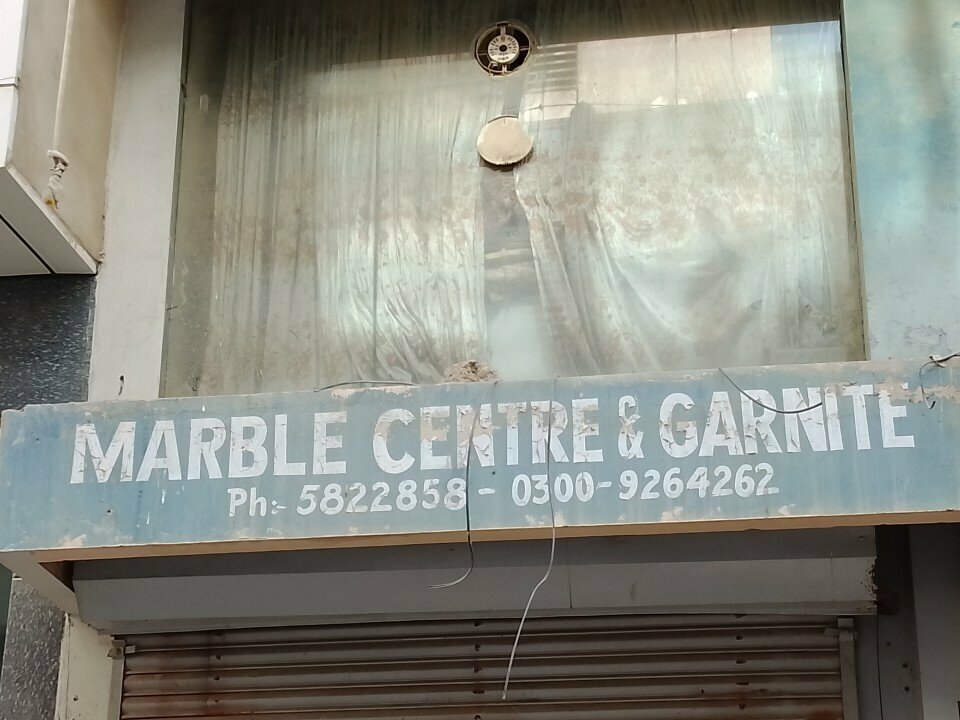 MARBLE CENTRE & GARNITE
Ph:- 5822858 - 0300-9264262